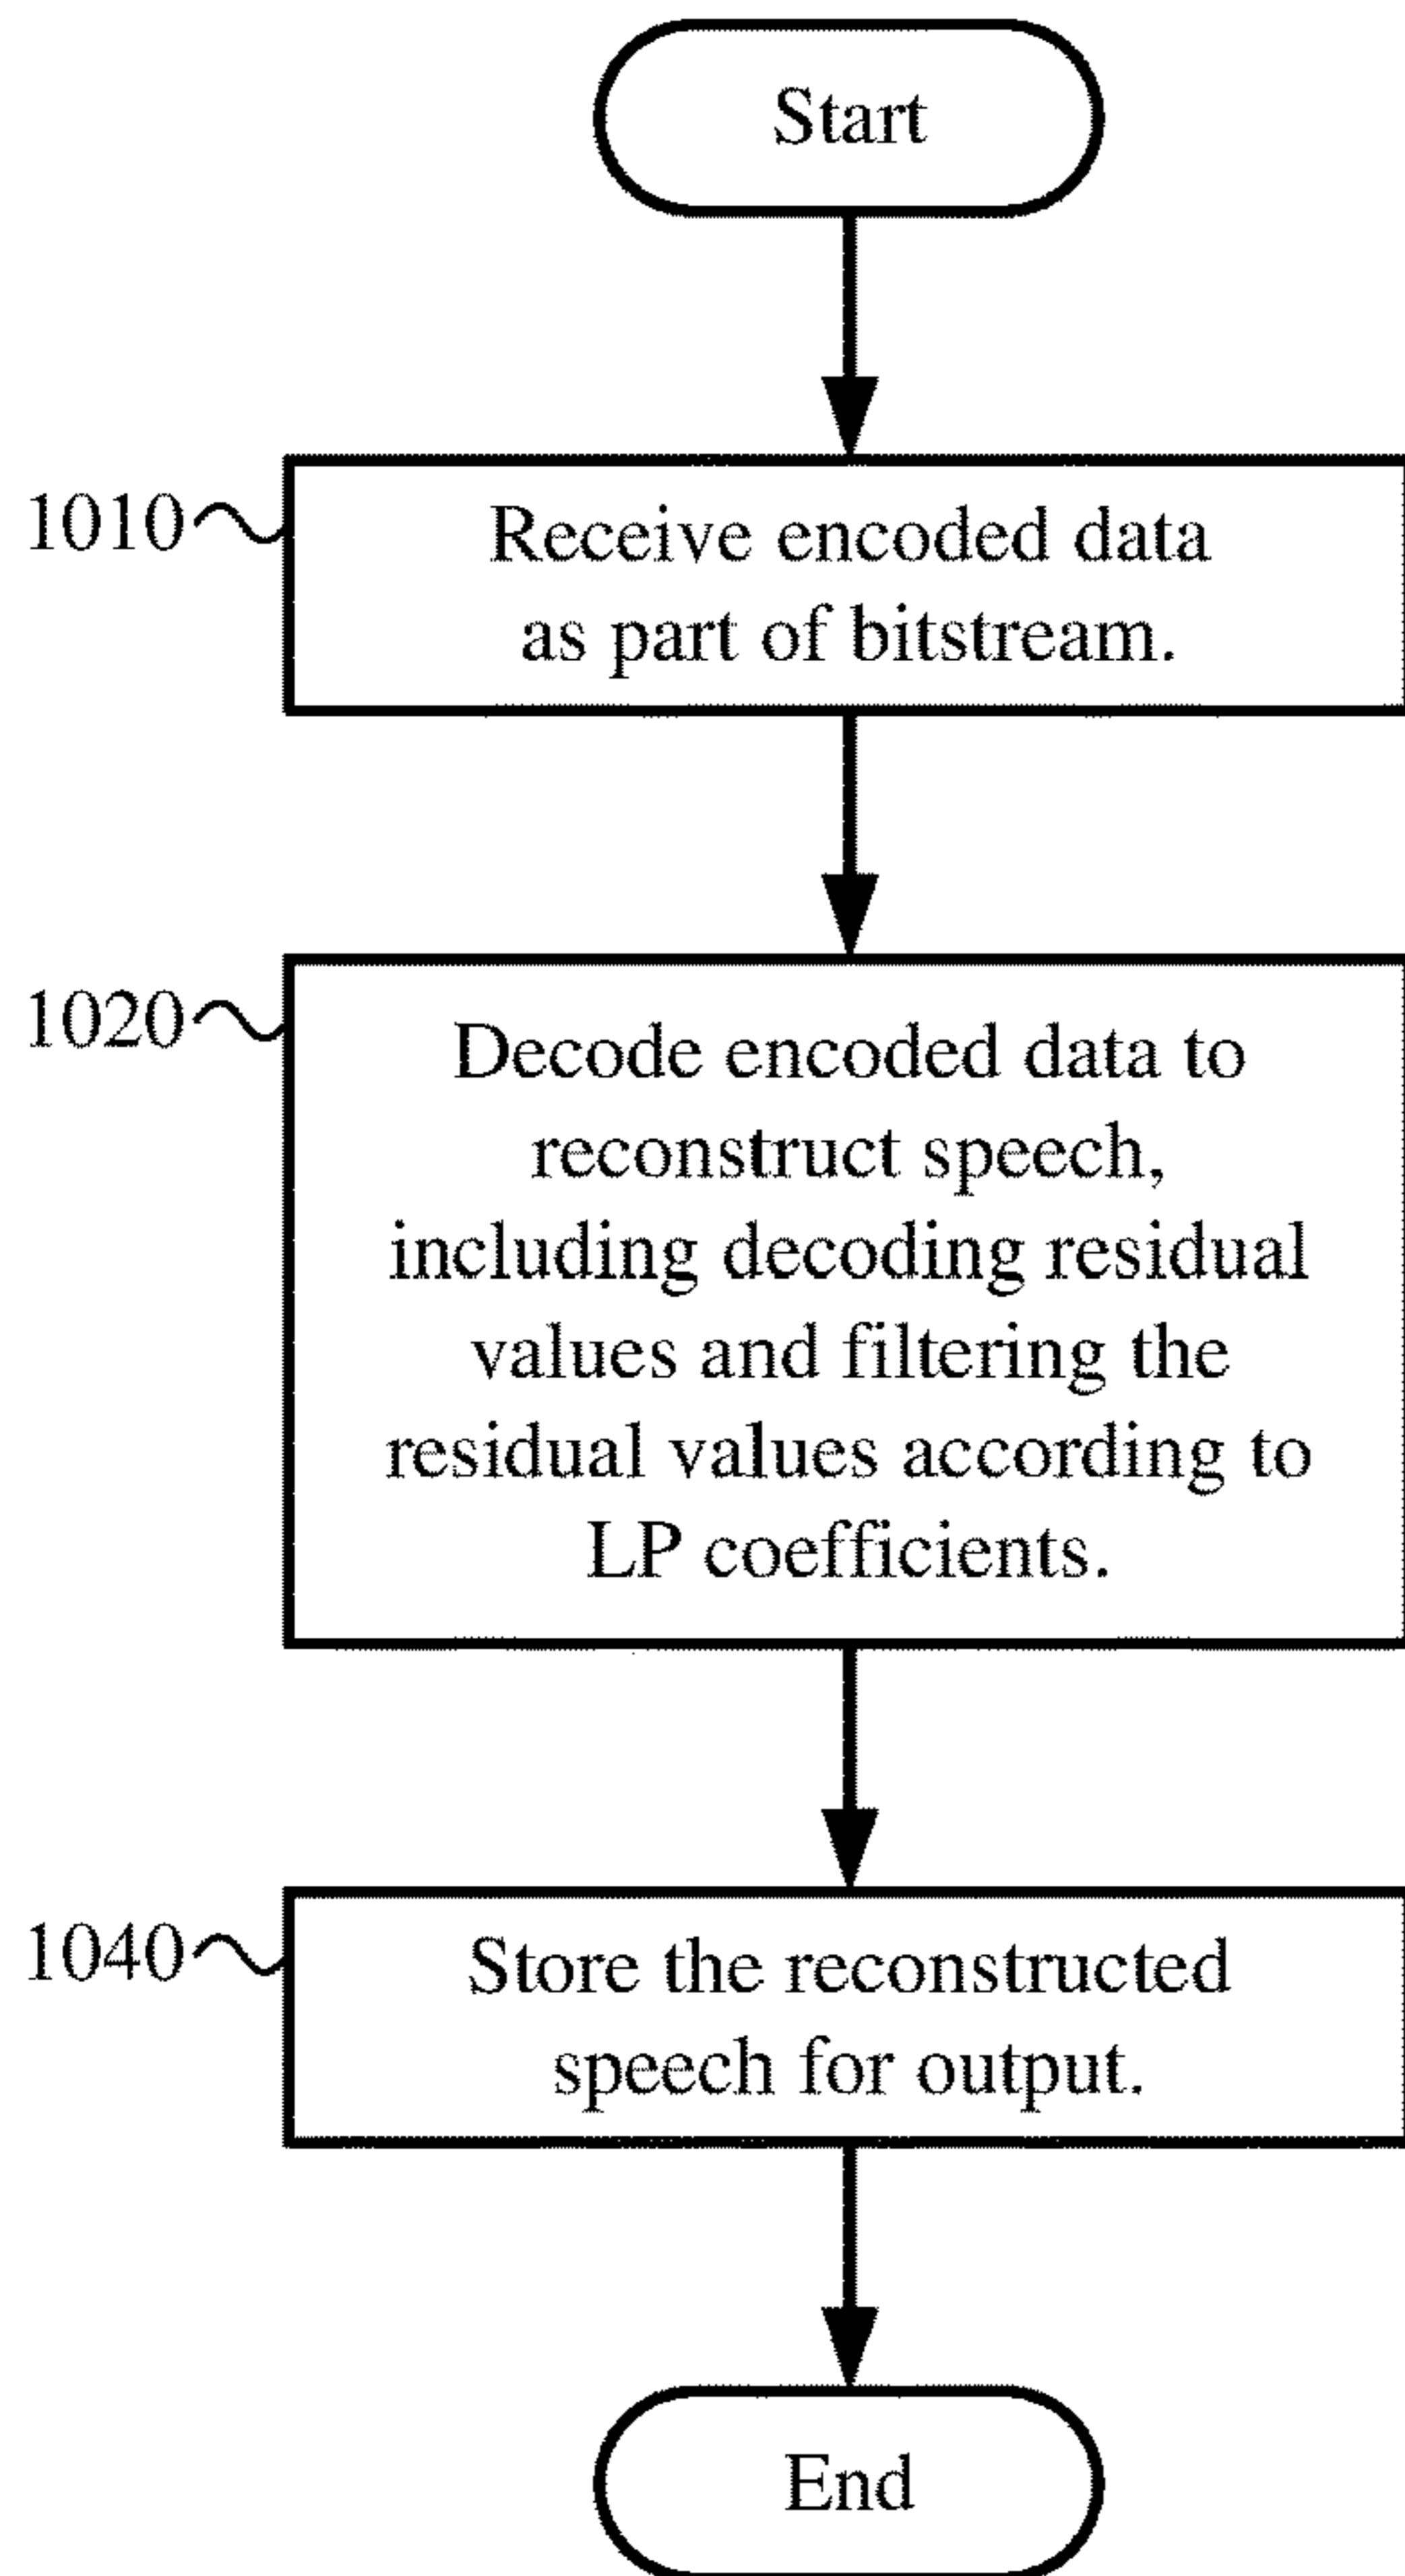 Start
1010
Receive encoded data
as part of bitstream.
1020
Decode encoded data to
reconstruct speech,
including decoding residual
values and filtering the
residual values according to
LP coefficients.
1040
Store the reconstructed
speech for output.
End